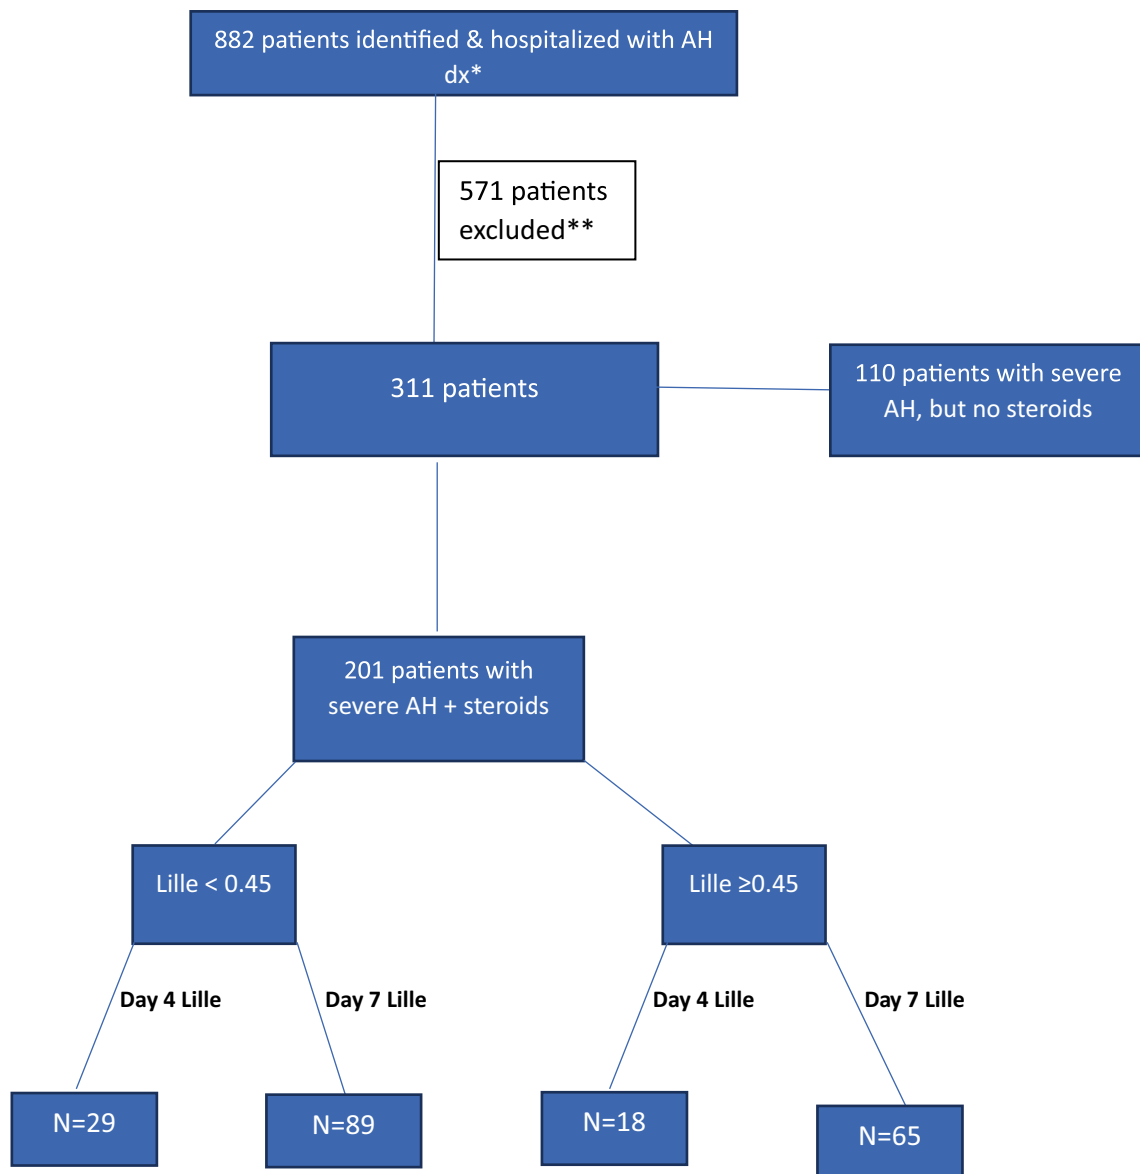 882 patients identified & hospitalized with AH
dx*
571 patients
excluded**
311 patients
110 patients with severe
AH, but no steroids
201 patients with
severe AH + steroids
Lille < 0.45
Lille ≥0.45
Day 4 Lille
Day 7 Lille
Day 4 Lille
Day 7 Lille
N=29
N=89
N=18
N=65